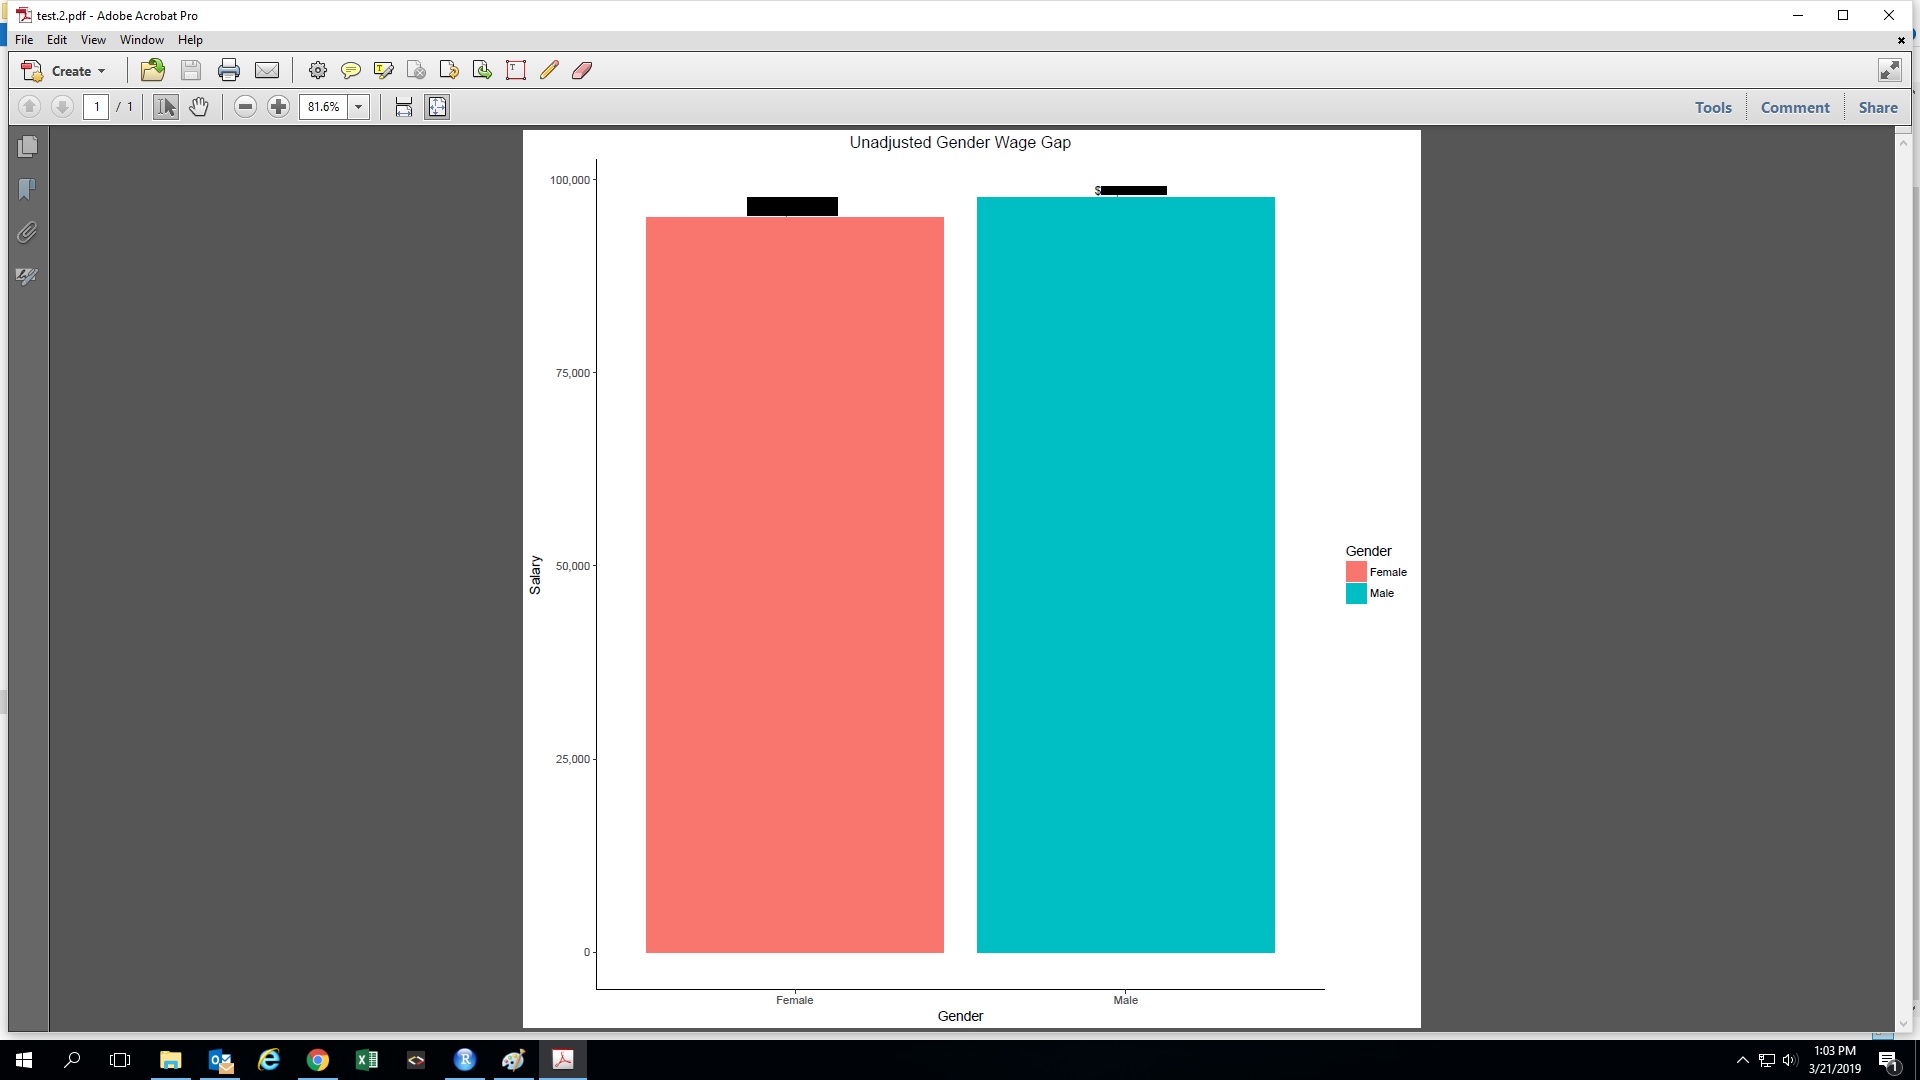 test.2.pdf - Adobe Acrobat Pro
File Edit View Window Help
Create
1 / 1 81.6% Tools Comment Share
Unadjusted Gender Wage Gap
100,000
$
75,000
50,000
25,000
0
Salary
Gender
Female
Male
Female Male
Gender
1:03 PM
3/21/2019
1